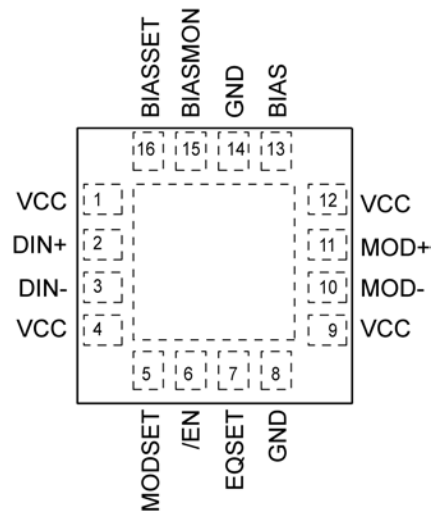 BIASSET
BIASMON
GND
BIAS
16 15 14 13
VCC 1 12 VCC
DIN+ 2 11 MOD+
DIN- 3 10 MOD-
VCC 4 9 VCC
5 6 7 8
MODSET
/EN
EQSET
GND